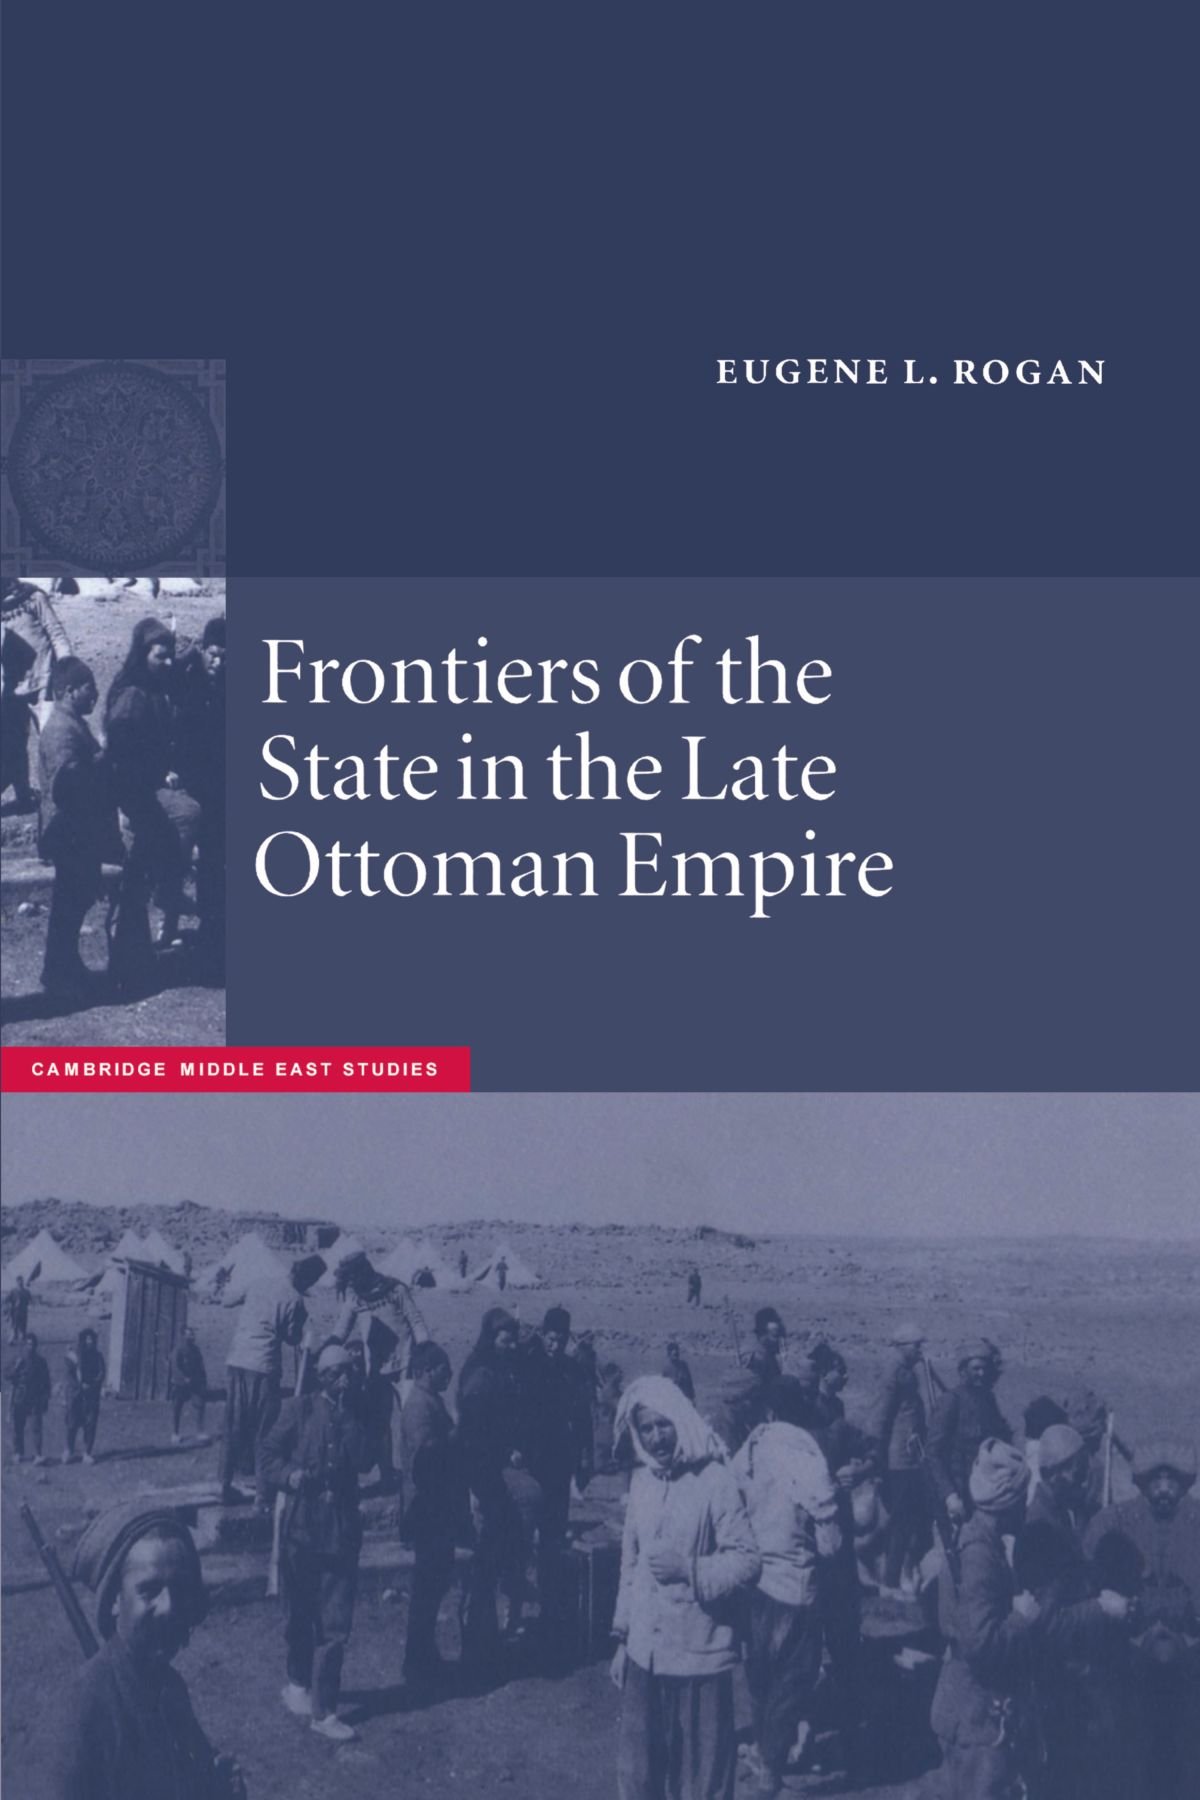 EUGENE L. ROGAN
Frontiers of the
State in the Late
Ottoman Empire
CAMBRIDGE MIDDLE EAST STUDIES